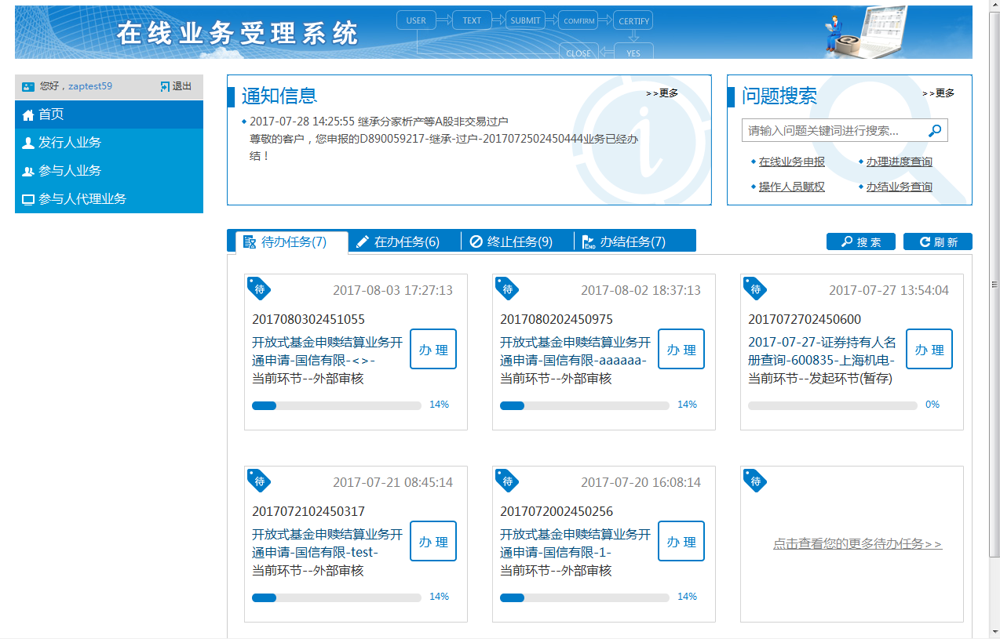 在线业务受理系统
USER TEXT SUBMIT COMFIRM CERTIFY
CLOSE YES
您好，zaptest59 退出
首页
发行人业务
参与人业务
参与人代理业务
通知信息 >>更多
2017-07-28 14:25:55 继承分家析产等A股非交易过户
尊敬的客户，您申报的D890059217-继承-过户-2017072502450444业务已经办
结！
问题搜索 >>更多
请输入问题关键词进行搜索...
在线业务申报 办理进度查询
操作人员赋权 办结业务查询
待办任务(7) 在办任务(6) 终止任务(9) END 办结任务(7) 搜 索 刷 新
待 2017-08-03 17:27:13
2017080302451055
开放式基金申赎结算业务开
通申请-国信有限-<>-
当前环节--外部审核
办 理
14%
待 2017-08-02 18:37:13
2017080202450975
开放式基金申赎结算业务开
通申请-国信有限-aaaaaa-
当前环节--外部审核
办 理
14%
待 2017-07-27 13:54:04
2017072702450600
2017-07-27-证券持有人名
册查询-600835-上海机电-
当前环节--发起环节(暂存)
办 理
0%
待 2017-07-21 08:45:14
2017072102450317
开放式基金申赎结算业务开
通申请-国信有限-test-
当前环节--外部审核
办 理
14%
待 2017-07-20 16:08:14
2017072002450256
开放式基金申赎结算业务开
通申请-国信有限-1-
当前环节--外部审核
办 理
14%
待
点击查看您的更多待办任务>>